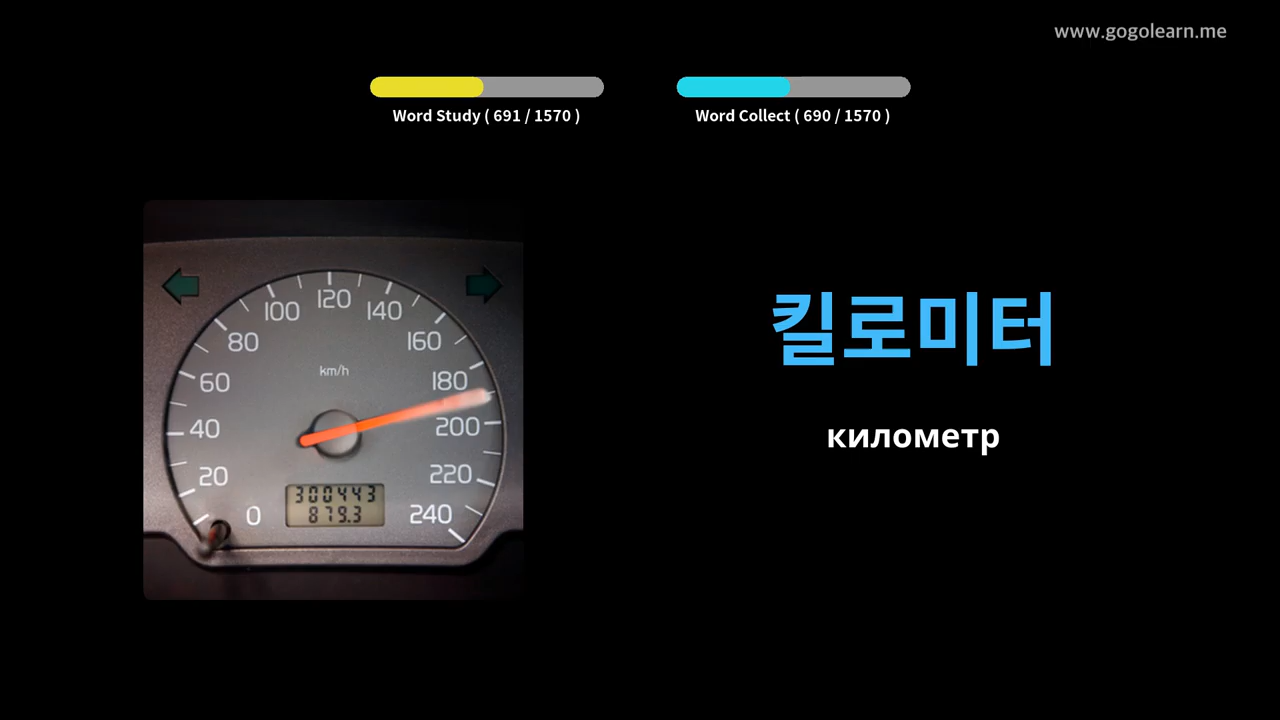 www.gogolearn.me
Word Study ( 691 / 1570 )
Word Collect ( 690 / 1570 )
120
100
140
80
160
km/h
60
180
40
200
20
220
300443
0
879.3
240
킬로미터
километр